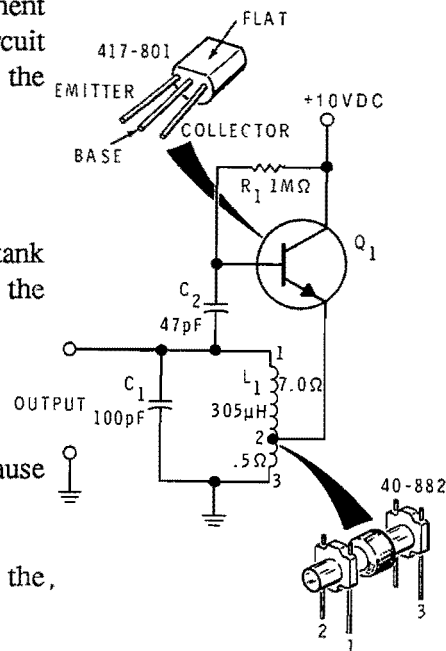 ment
rcuit
the
tank
the
ause
the,
FLAT
417-801
EMITTER
BASE
COLLECTOR
+10VDC
R1 1MΩ
Q1
C2
47pF
1
L1 7.0Ω
305μH
C1
100pF
OUTPUT
2
.5Ω
3
40-882
2
1
3